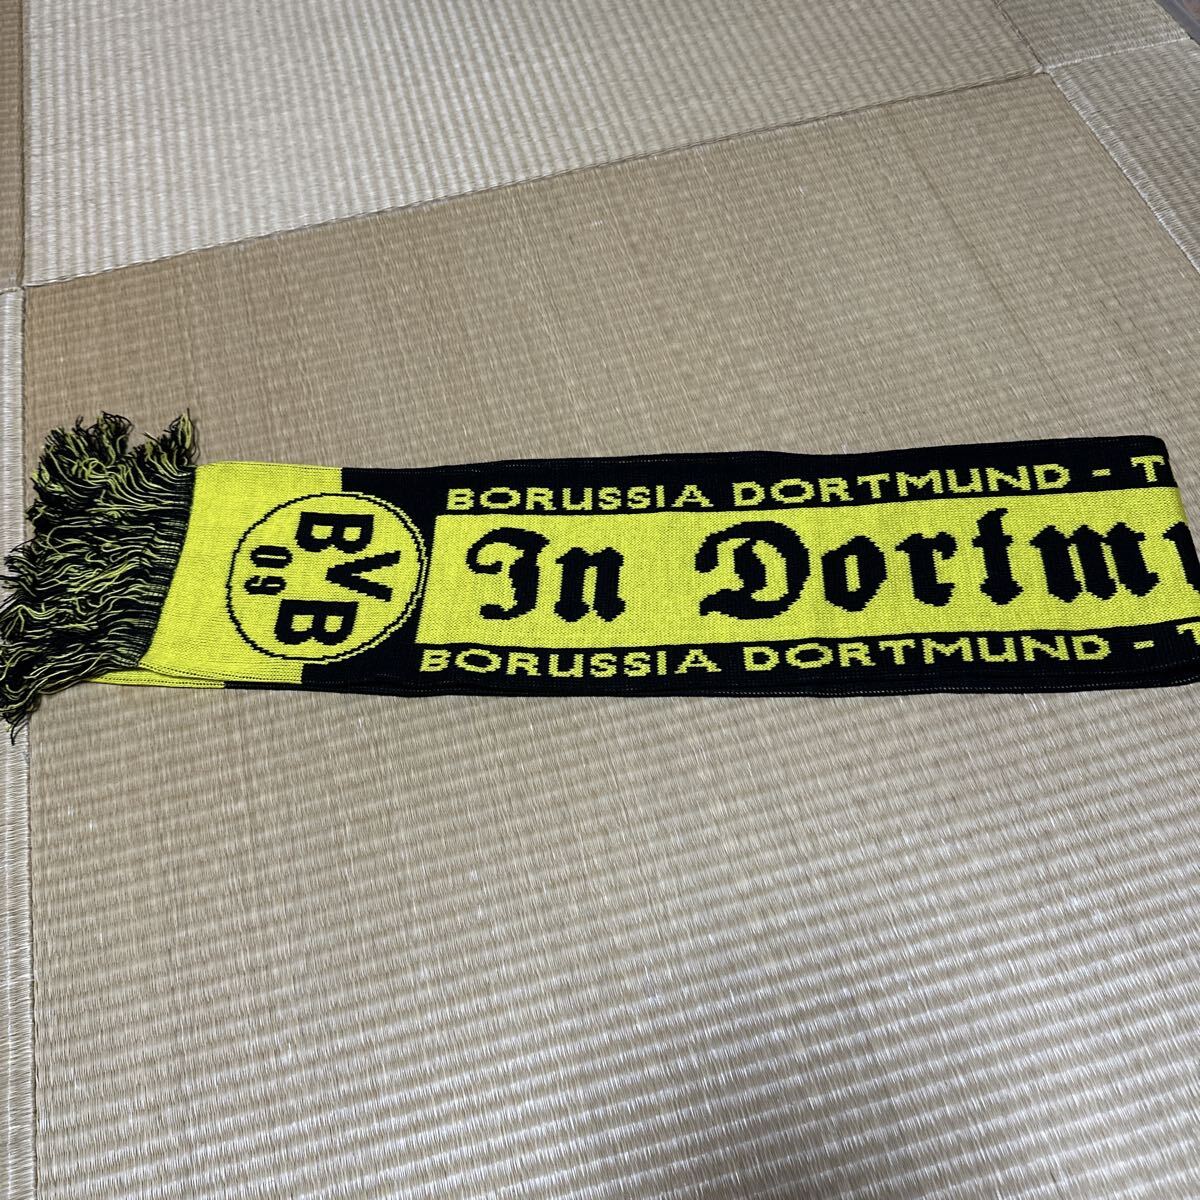 BVB
09
BORUSSIA DORTMUND - T
In Dortm
BORUSSIA DORTMUND - T